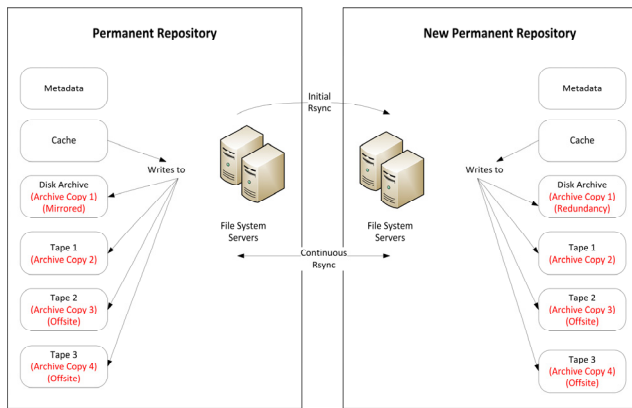 Permanent Repository
Metadata
Cache
Writes to
Disk Archive
(Archive Copy 1)
(Mirrored)
Tape 1
(Archive Copy 2)
Tape 2
(Archive Copy 3)
(Offsite)
Tape 3
(Archive Copy 4)
(Offsite)
File System
Servers
Initial
Rsync
Continuous
Rsync
New Permanent Repository
File System
Servers
Metadata
Cache
Writes to
Disk Archive
(Archive Copy 1)
(Redundancy)
Tape 1
(Archive Copy 2)
Tape 2
(Archive Copy 3)
(Offsite)
Tape 3
(Archive Copy 4)
(Offsite)